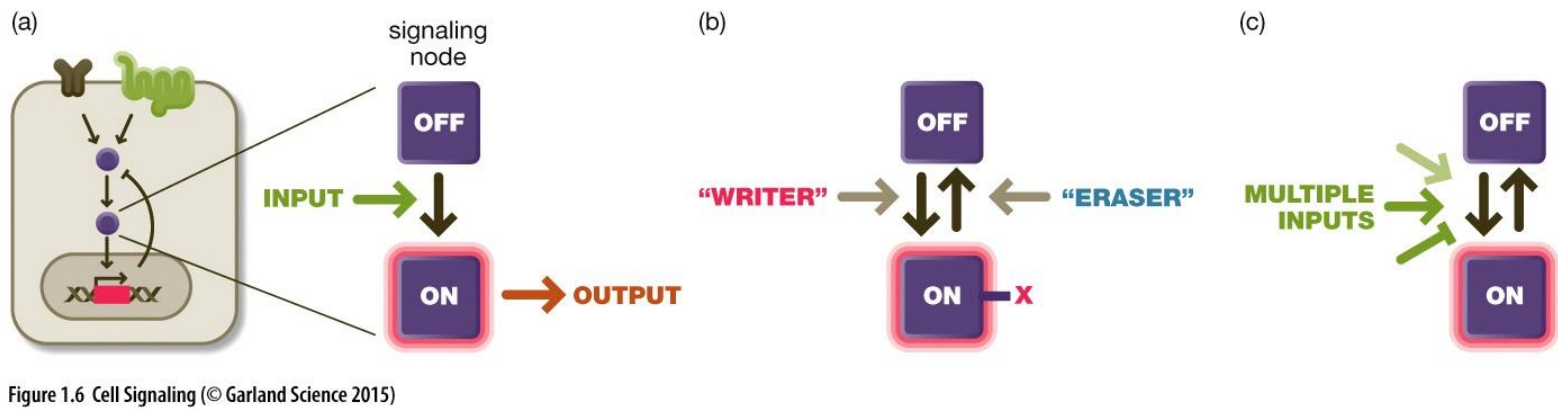 (a)
signaling
node
OFF
INPUT
ON
OUTPUT
(b)
OFF
“WRITER”
“ERASER”
ON
X
(c)
OFF
MULTIPLE
INPUTS
ON
Figure 1.6 Cell Signaling (© Garland Science 2015)